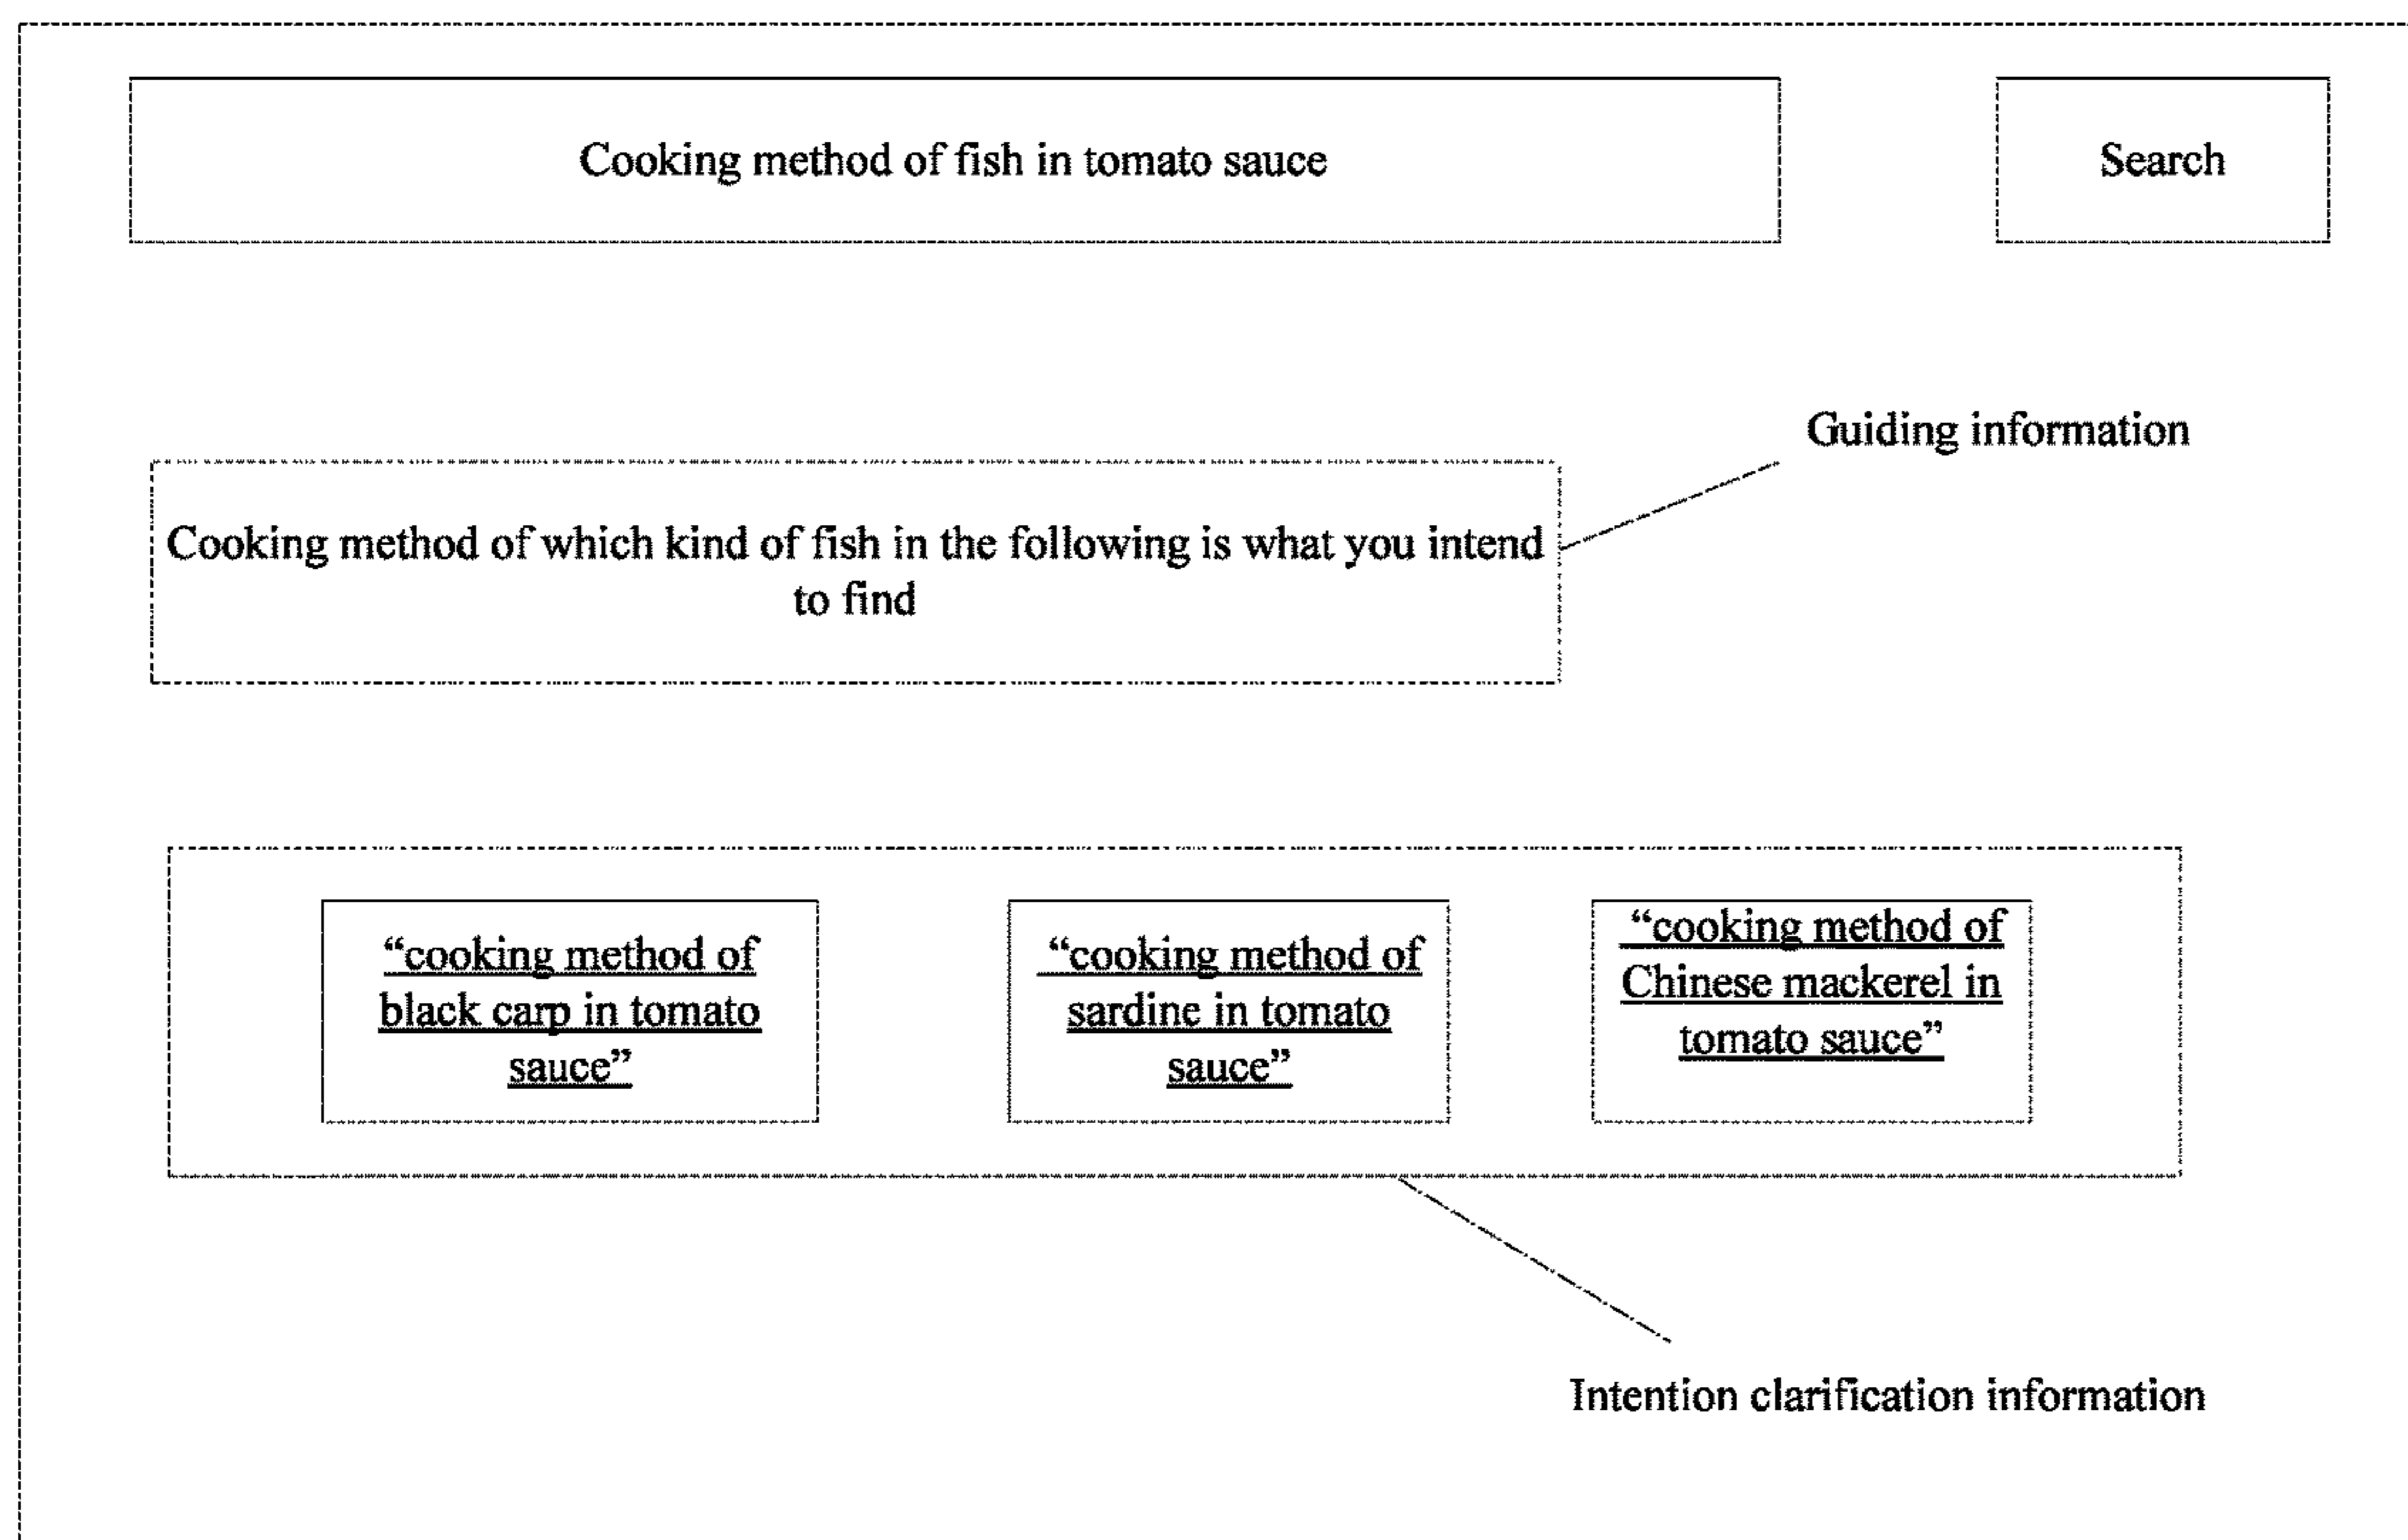 Cooking method of fish in tomato sauce
Search
Guiding information
Cooking method of which kind of fish in the following is what you intend
to find
“cooking method of
black carp in tomato
sauce”
“cooking method of
sardine in tomato
sauce”
“cooking method of
Chinese mackerel in
tomato sauce”
Intention clarification information